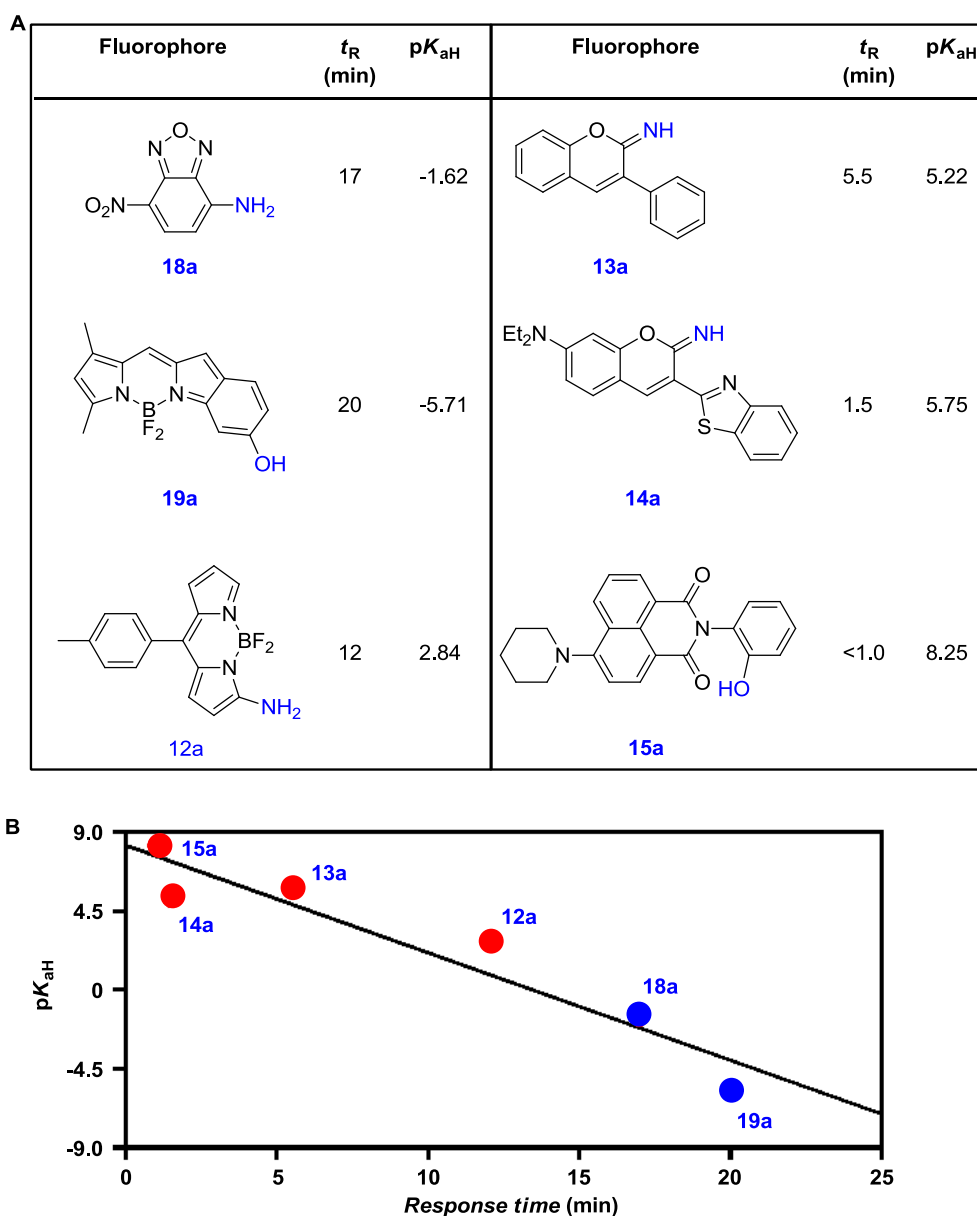 A
Fluorophore tR (min) pKaH Fluorophore tR (min) pKaH
O
N N
O2N NH2
17 -1.62
18a
O NH
5.5 5.22
13a
N N
B
F2
OH
20 -5.71
19a
Et2N O NH
N
S
1.5 5.75
14a
N
BF2
N
NH2
12 2.84
12a
O
N N
O
HO
<1.0 8.25
15a
B
9.0
4.5
0
-4.5
-9.0
pKaH
15a
14a
13a
12a
18a
19a
0 5 10 15 20 25
Response time (min)